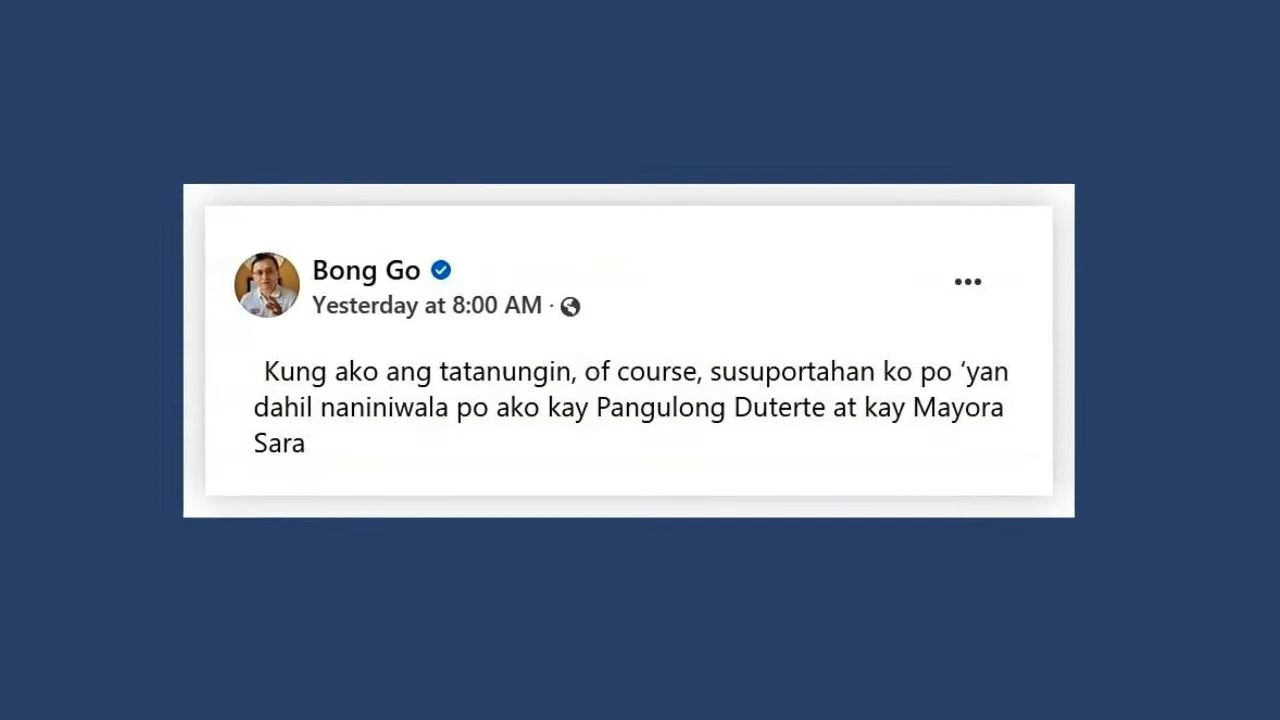 Bong Go
Yesterday at 8:00 AM ·
Kung ako ang tatanungin, of course, susuportahan ko po ‘yan
dahil naniniwala po ako kay Pangulong Duterte at kay Mayora
Sara